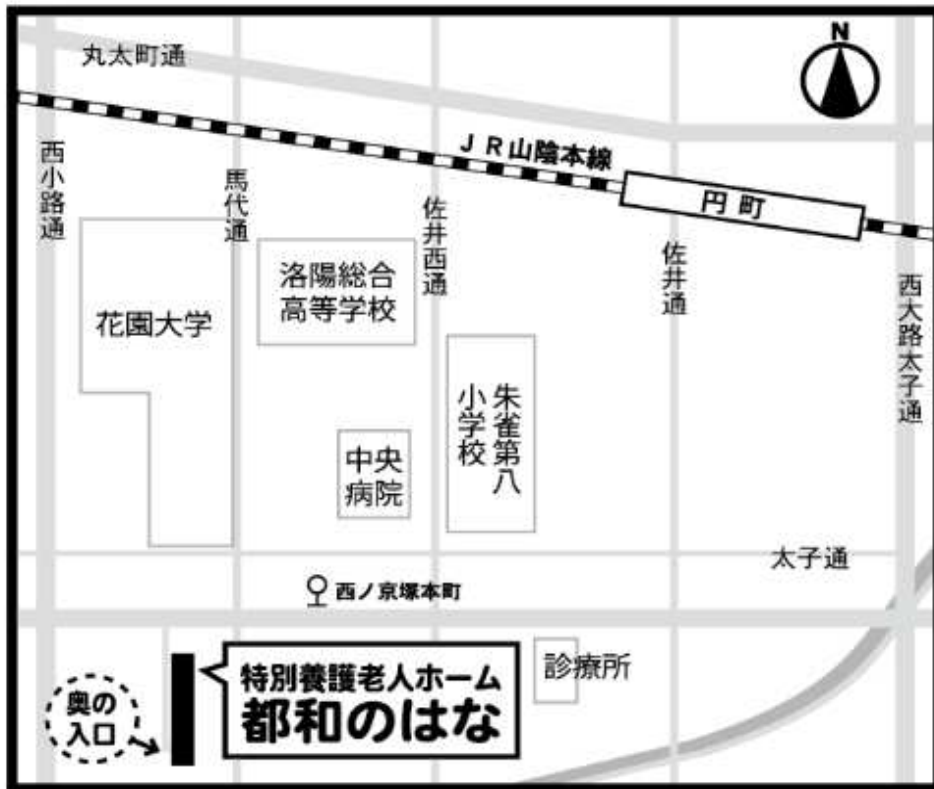 N
丸太町通
JR山陰本線
円町
西小路通
馬代通
佐井西通
佐井通
西大路太子通
洛陽総合
高等学校
花園大学
朱雀第八
小学校
中央
病院
太子通
西ノ京塚本町
特別養護老人ホーム
都和のはな
診療所
奥の
入口